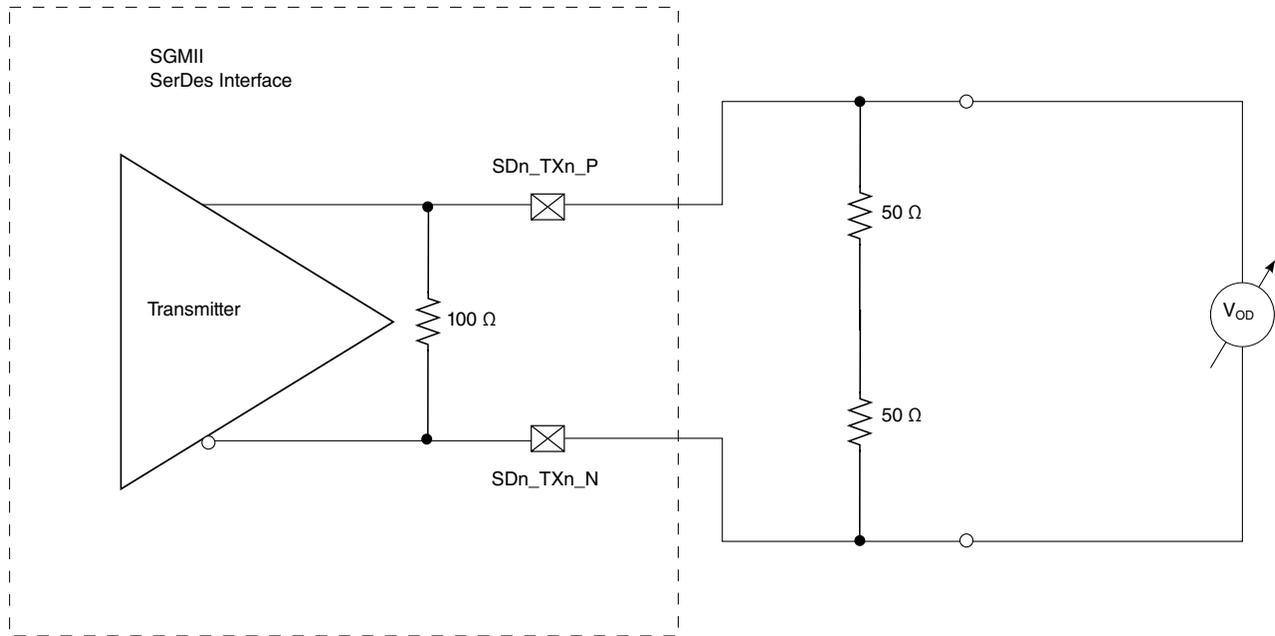 SGMII
SerDes Interface
SDn_TXn_P
50 Ω
Transmitter
100 Ω
VOD
50 Ω
SDn_TXn_N